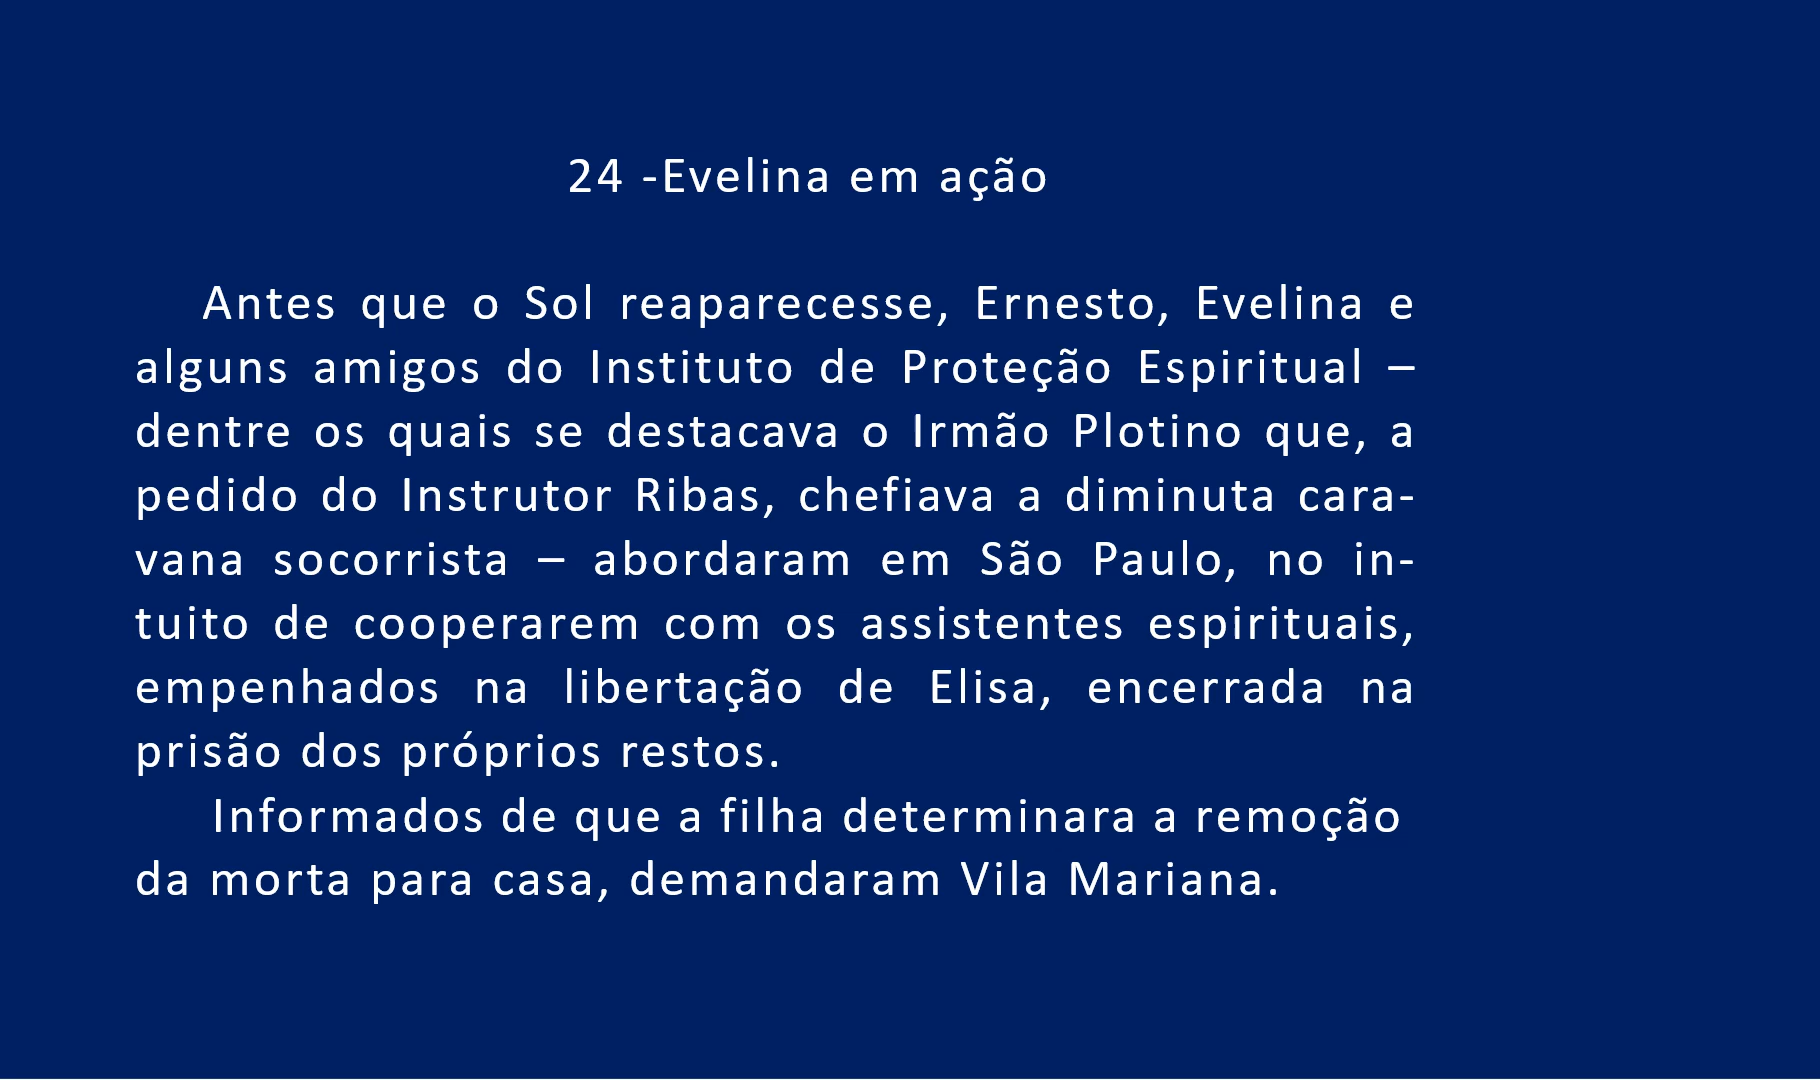 24 -Evelina em ação
Antes que o Sol reaparecesse, Ernesto, Evelina e
alguns amigos do Instituto de Proteção Espiritual –
dentre os quais se destacava o Irmão Plotino que, a
pedido do Instrutor Ribas, chefiava a diminuta cara-
vana socorrista – abordaram em São Paulo, no in-
tuito de cooperarem com os assistentes espirituais,
empenhados na libertação de Elisa, encerrada na
prisão dos próprios restos.
Informados de que a filha determinara a remoção
da morta para casa, demandaram Vila Mariana.